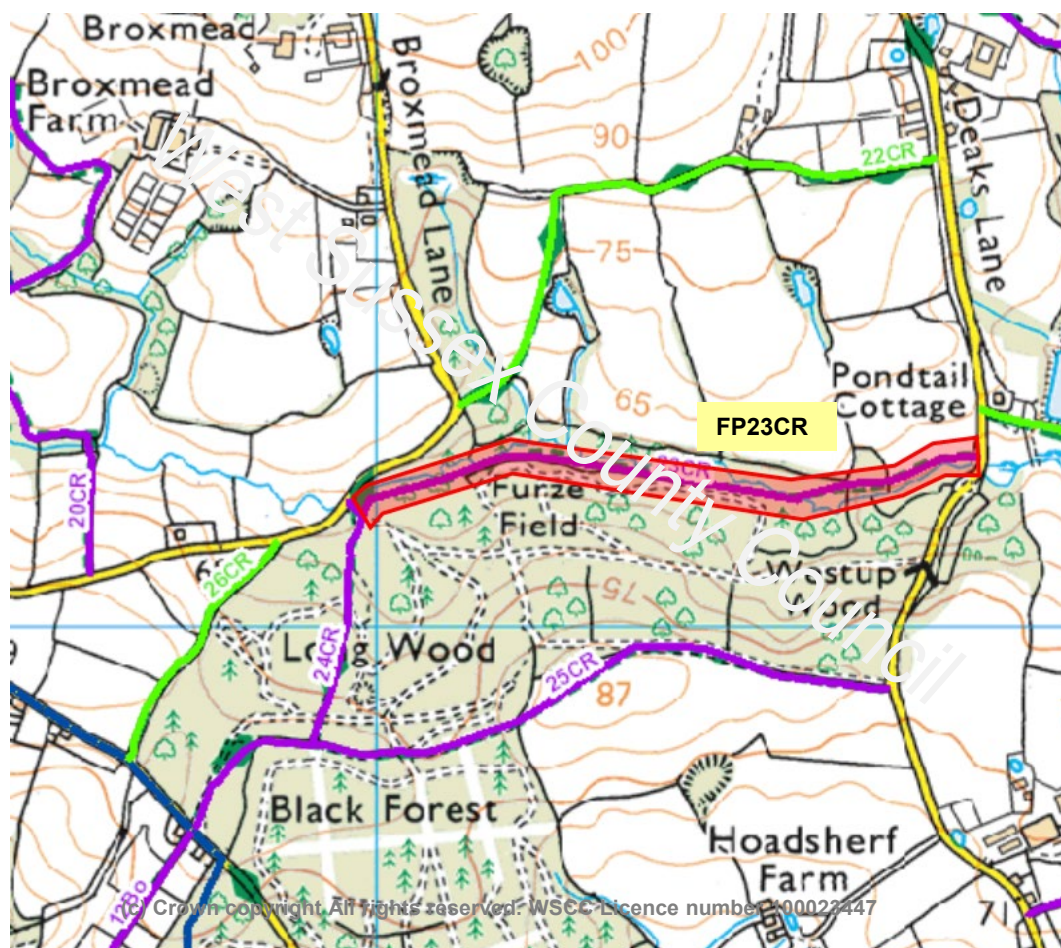 Broxmead
Broxmead
Farm
Broxmead Lane
100
90
22CR
Deaks Lane
75
65
Pondtail
Cottage
FP23CR
23CR
20CR
Furze
Field
26CR
Westup
Wood
75
24CR
Long Wood
25CR
87
Black Forest
Hoadsherf
Farm
12Bo
71
West Sussex County Council
(c) Crown copyright All rights reserved. WSCC Licence number 100023447